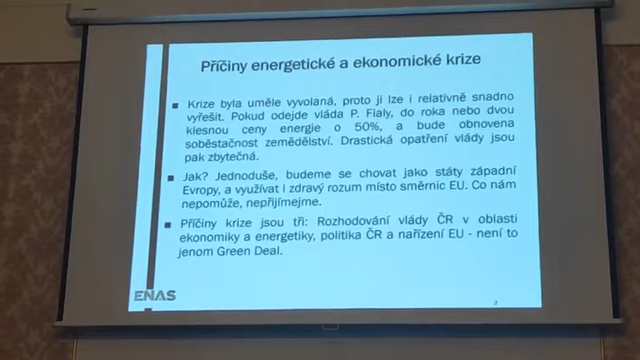 Příčiny energetické a ekonomické krize
Krize byla uměle vyvolaná, proto ji lze i relativně snadno
vyřešit. Pokud odejde vláda P. Fialy, do roka nebo dvou
klesnou ceny energie o 50%, a bude obnovena
soběstačnost zemědělství. Drastická opatření vlády jsou
pak zbytečná.
Jak? Jednoduše, budeme se chovat jako státy západní
Evropy, a využívat i zdravý rozum místo směrnic EU. Co nám
nepomůže, nepřijímejme.
Příčiny krize jsou tři: Rozhodování vlády ČR v oblasti
ekonomiky a energetiky, politika ČR a nařízení EU - není to
jenom Green Deal.
ENAS
2